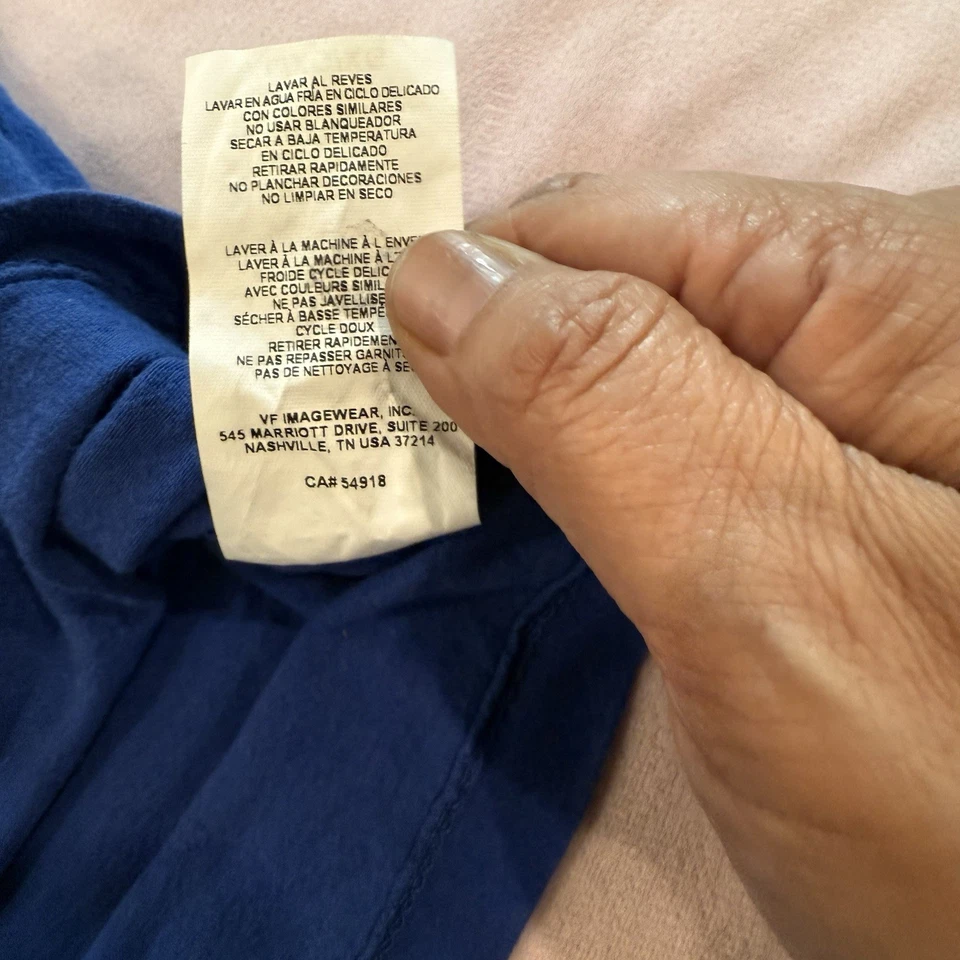 LAVAR AL REVES
LAVAR EN AGUA FRÍA EN CICLO DELICADO
CON COLORES SIMILARES
NO USAR BLANQUEADOR
SECAR A BAJA TEMPERATURA
EN CICLO DELICADO
RETIRAR RAPIDAMENTE
NO PLANCHAR DECORACIONES
NO LIMPIAR EN SECO
LAVER À LA MACHINE À L
LAVER À LA MACHINE À
FROIDE CYCLE
AVEC COULEURS
NE PAS
SÉCHER À BASSE
CYCLE DOUX
RETIRER
NE PAS REPASSER
PAS DE NETTOYAGE À
VF IMAGEWEAR, INC.
545 MARRIOTT DRIVE, SUITE 200
NASHVILLE, TN USA 37214
CA# 54918